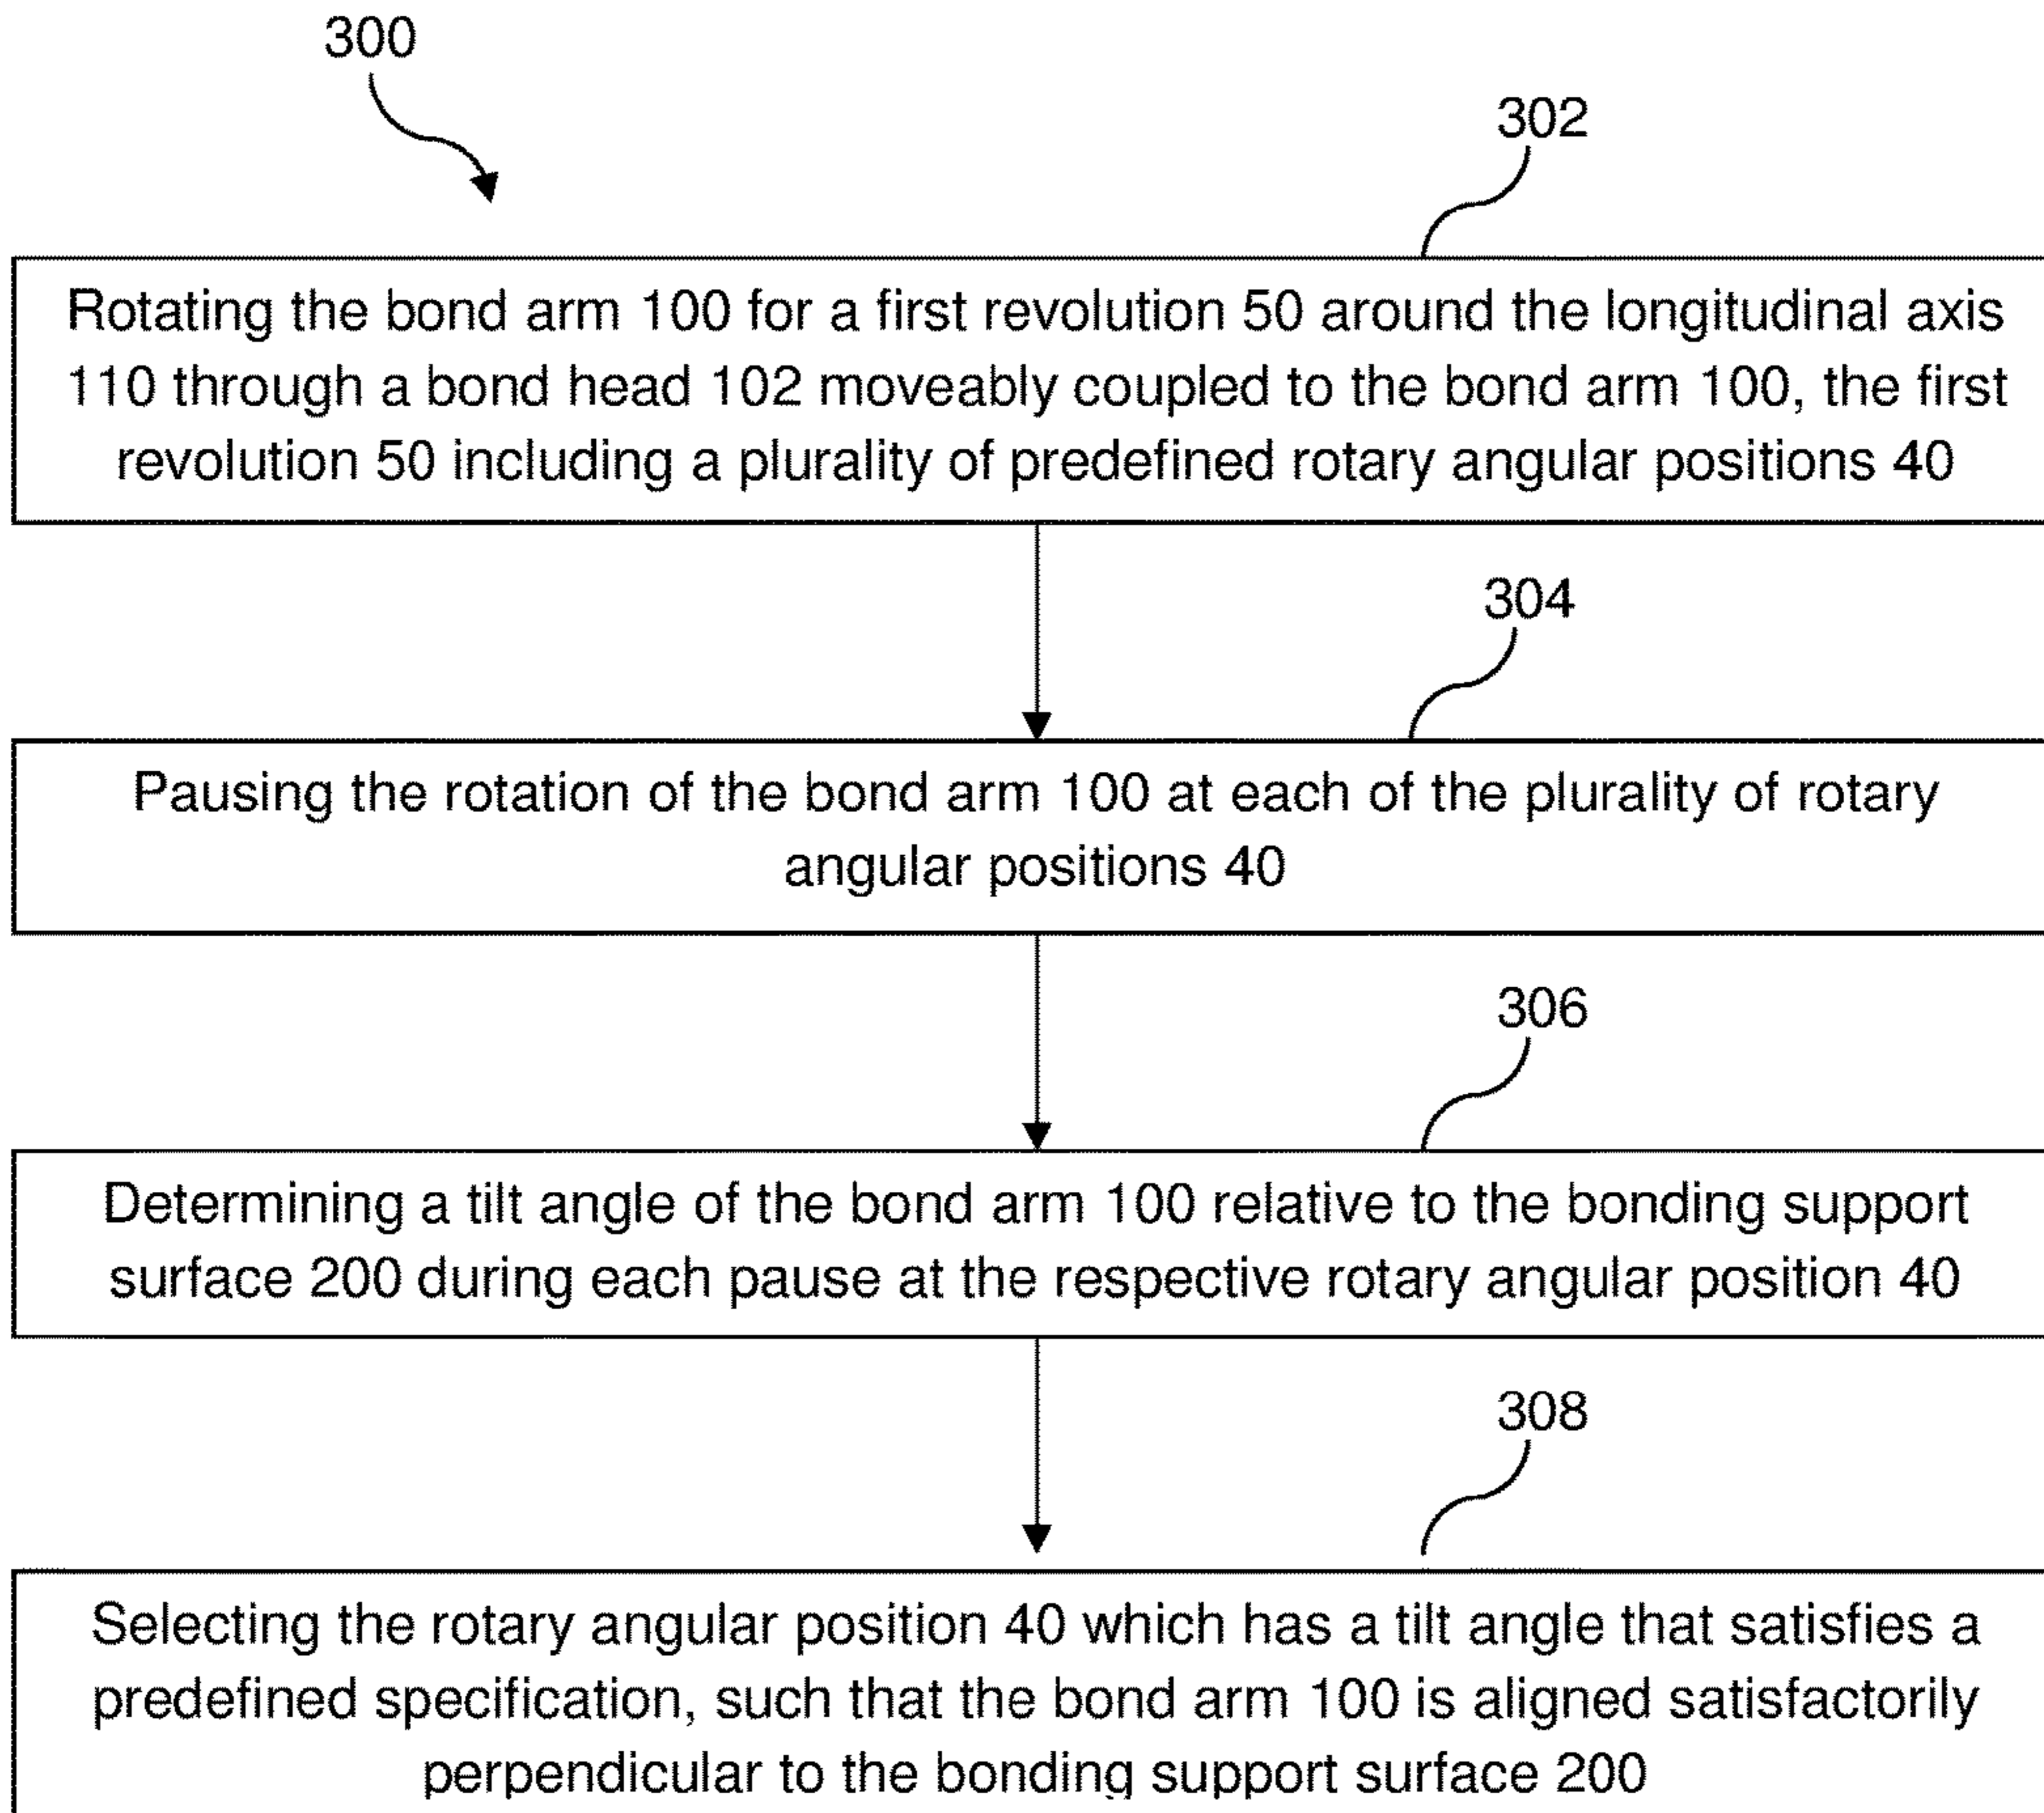 300
302
Rotating the bond arm 100 for a first revolution 50 around the longitudinal axis
110 through a bond head 102 moveably coupled to the bond arm 100, the first
revolution 50 including a plurality of predefined rotary angular positions 40
304
Pausing the rotation of the bond arm 100 at each of the plurality of rotary
angular positions 40
306
Determining a tilt angle of the bond arm 100 relative to the bonding support
surface 200 during each pause at the respective rotary angular position 40
308
Selecting the rotary angular position 40 which has a tilt angle that satisfies a
predefined specification, such that the bond arm 100 is aligned satisfactorily
perpendicular to the bonding support surface 200